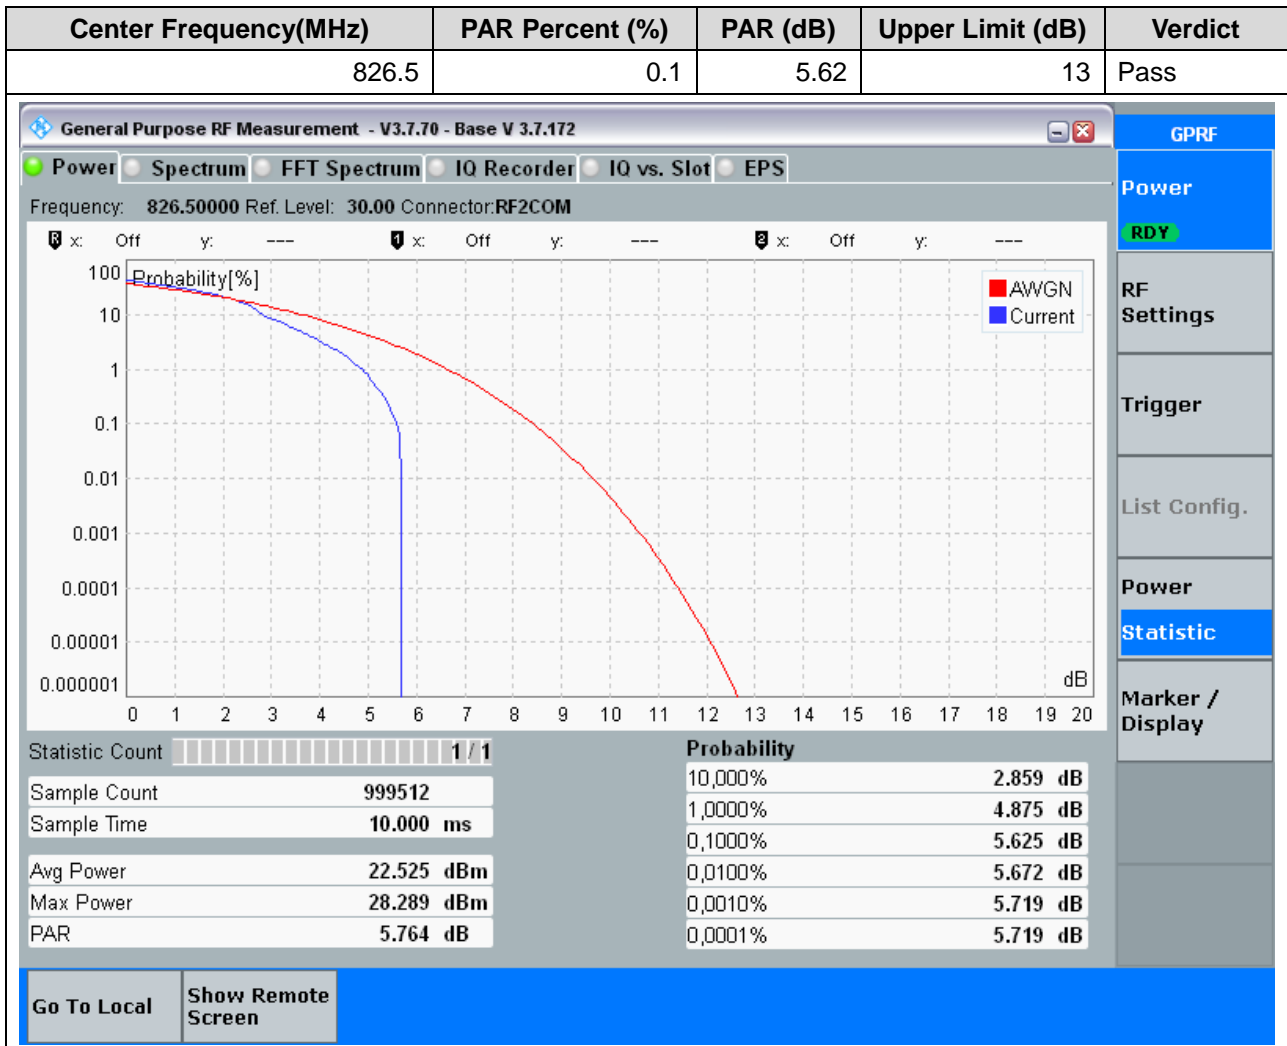 Center Frequency(MHz) PAR Percent (%) PAR (dB) Upper Limit (dB) Verdict
826.5 0.1 5.62 13 Pass
General Purpose RF Measurement - V3.7.70 - Base V 3.7.172
GPRF
Power Spectrum FFT Spectrum IQ Recorder IQ vs. Slot EPS
Frequency: 826.50000 Ref. Level: 30.00 Connector:RF2COM
R x: Off y: --- 1 x: Off y: --- 2 x: Off y: ---
Probability[%]
AWGN
Current
100
10
1
0.1
0.01
0.001
0.0001
0.00001
0.000001
dB
0 1 2 3 4 5 6 7 8 9 10 11 12 13 14 15 16 17 18 19 20
Statistic Count 1 / 1
Sample Count 999512
Sample Time 10.000 ms
Avg Power 22.525 dBm
Max Power 28.289 dBm
PAR 5.764 dB
Probability
10,000% 2.859 dB
1,0000% 4.875 dB
0,1000% 5.625 dB
0,0100% 5.672 dB
0,0010% 5.719 dB
0,0001% 5.719 dB
Power
RDY
RF
Settings
Trigger
List Config.
Power
Statistic
Marker /
Display
Go To Local
Show Remote
Screen